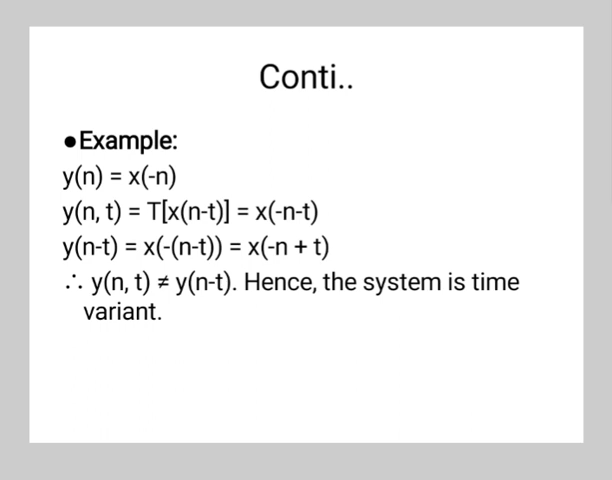 Conti..
●Example:
y(n) = x(-n)
y(n, t) = T[x(n-t)] = x(-n-t)
y(n-t) = x(-(n-t)) = x(-n + t)
∴ y(n, t) ≠ y(n-t). Hence, the system is time
variant.